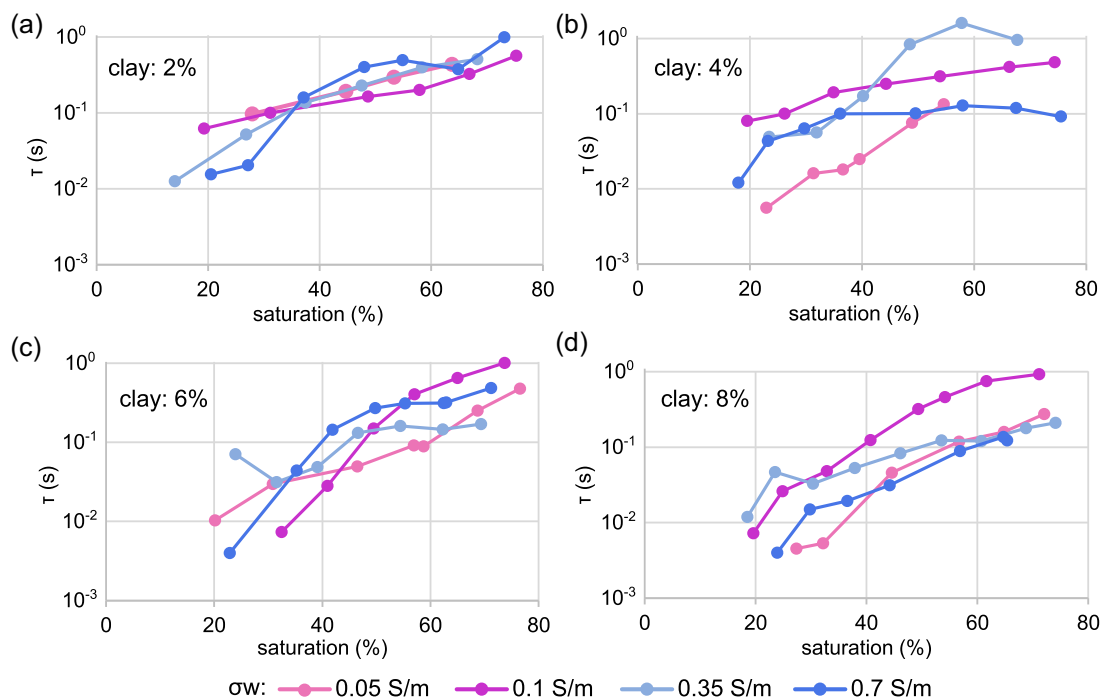 (a)
clay: 2%
10⁰
10⁻¹
10⁻²
10⁻³
τ (s)
0 20 40 60 80
saturation (%)
(b)
clay: 4%
10⁰
10⁻¹
10⁻²
10⁻³
τ (s)
0 20 40 60 80
saturation (%)
(c)
clay: 6%
10⁰
10⁻¹
10⁻²
10⁻³
τ (s)
0 20 40 60 80
saturation (%)
(d)
clay: 8%
10⁰
10⁻¹
10⁻²
10⁻³
τ (s)
0 20 40 60 80
saturation (%)
σw: 0.05 S/m 0.1 S/m 0.35 S/m 0.7 S/m